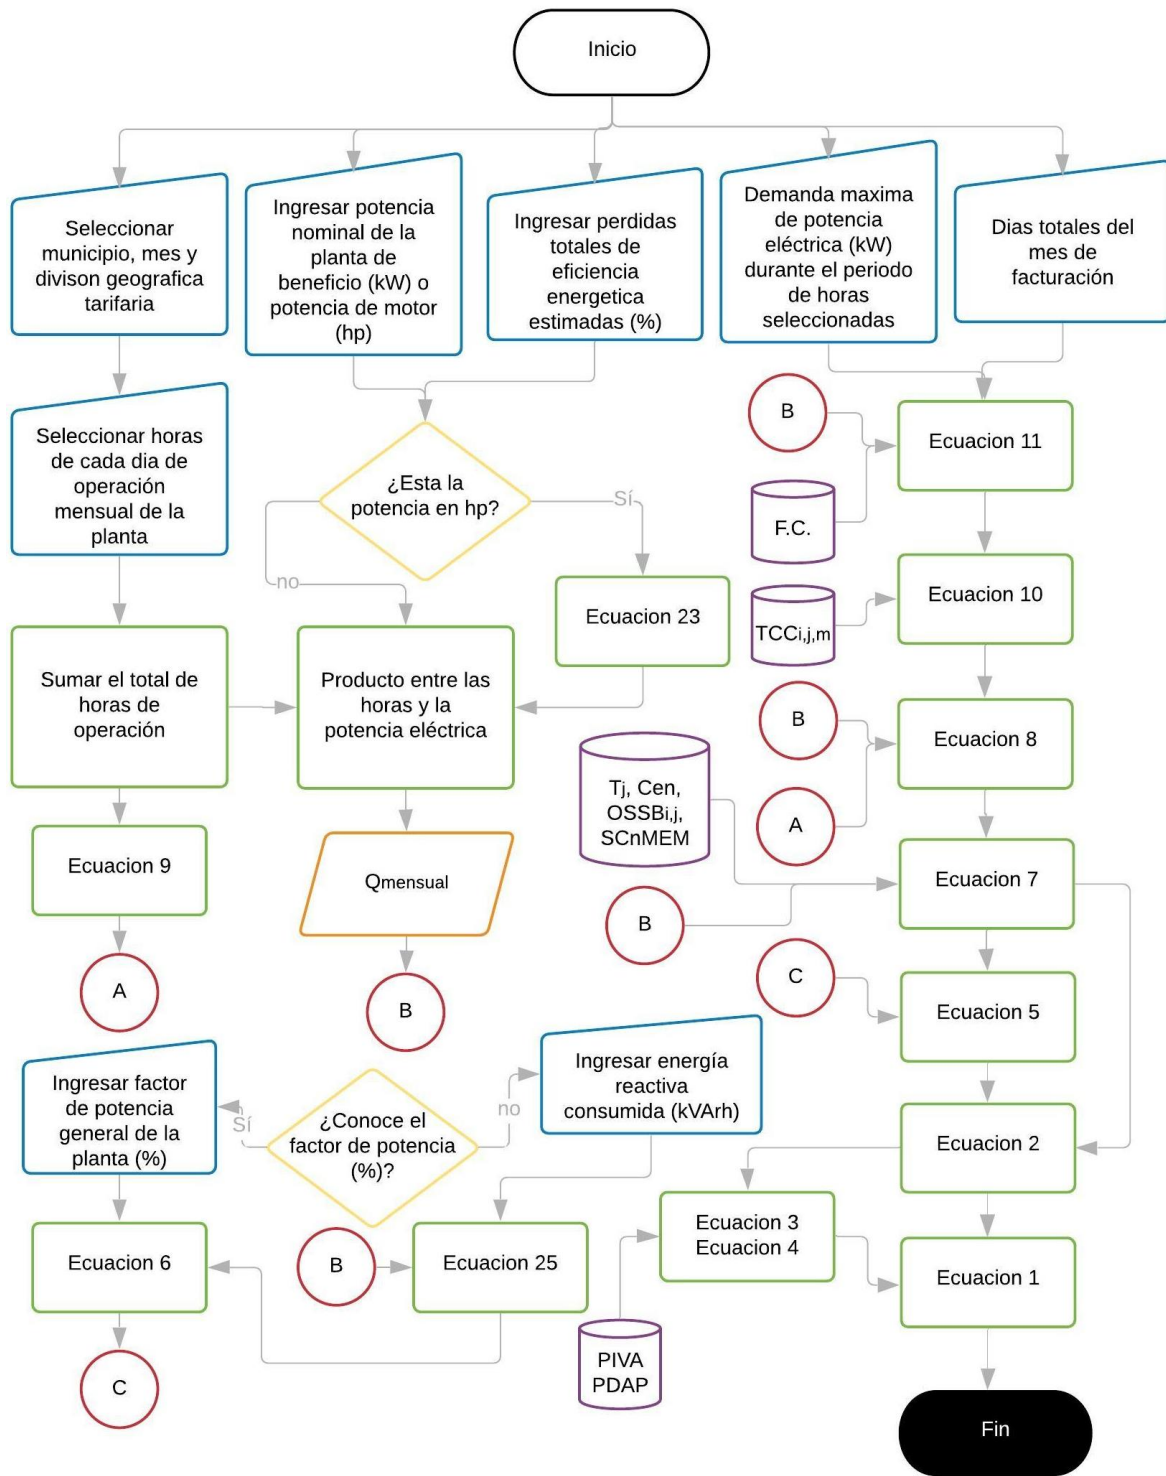 Inicio
Seleccionar
municipio, mes y
divison geografica
tarifaria
Ingresar potencia
nominal de la
planta de
beneficio (kW) o
potencia de motor
(hp)
Ingresar perdidas
totales de
eficiencia
energetica
estimadas (%)
Demanda maxima
de potencia
eléctrica (kW)
durante el periodo
de horas
seleccionadas
Dias totales del
mes de
facturación
Seleccionar horas
de cada dia de
operación
mensual de la
planta
¿Esta la
potencia en hp?
Sí
no
B
F.C.
Ecuacion 11
Ecuacion 23
TCCi,j,m
Ecuacion 10
Sumar el total de
horas de
operación
Producto entre las
horas y la
potencia eléctrica
B
A
Ecuacion 8
Tj, Cen,
OSSBi,j,
SCnMEM
B
Ecuacion 7
Ecuacion 9
Qmensual
A
B
C
Ecuacion 5
Ingresar factor
de potencia
general de la
planta (%)
Sí
¿Conoce el
factor de potencia
(%)?
no
Ingresar energía
reactiva
consumida (kVArh)
Ecuacion 2
Ecuacion 6
B
Ecuacion 25
Ecuacion 3
Ecuacion 4
Ecuacion 1
C
PIVA
PDAP
Fin